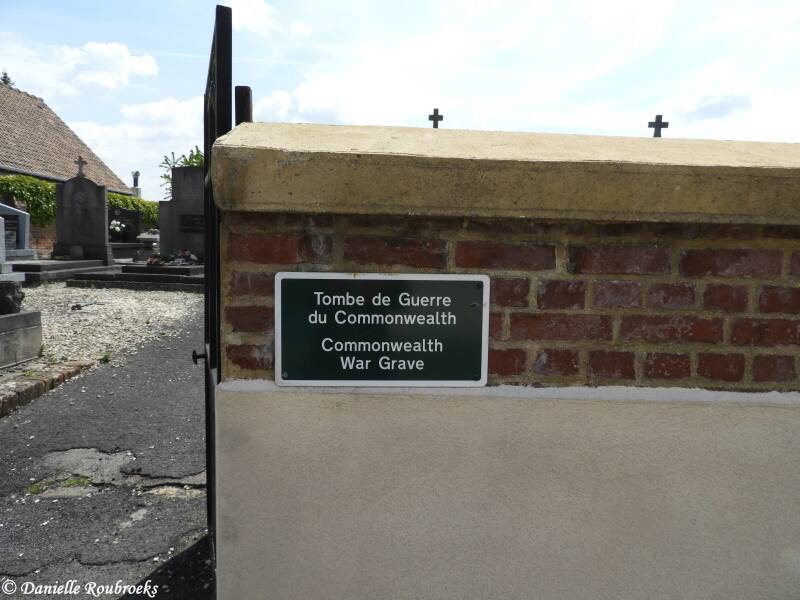 Tombe de Guerre
du Commonwealth
Commonwealth
War Grave
© Danielle Roubroeks